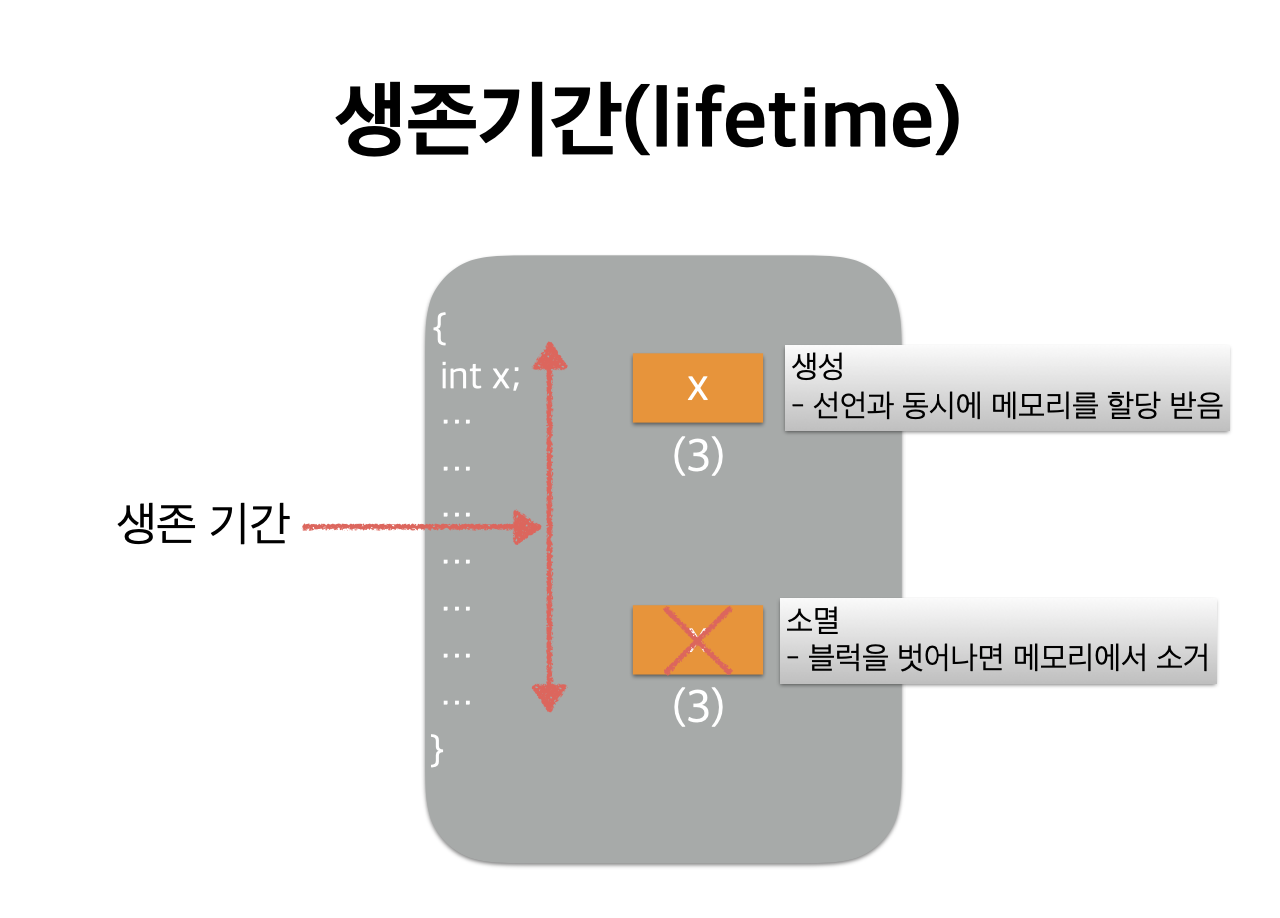 생존기간(lifetime)
{
int x;
...
...
...
...
...
...
...
}
생존 기간
x
(3)
생성
- 선언과 동시에 메모리를 할당 받음
x
(3)
소멸
- 블럭을 벗어나면 메모리에서 소거